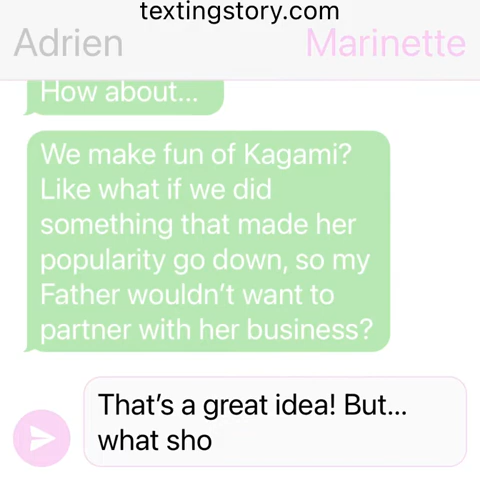 textingstory.com
Adrien Marinette
How about...
We make fun of Kagami?
Like what if we did
something that made her
popularity go down, so my
Father wouldn’t want to
partner with her business?
That’s a great idea! But...
what sho